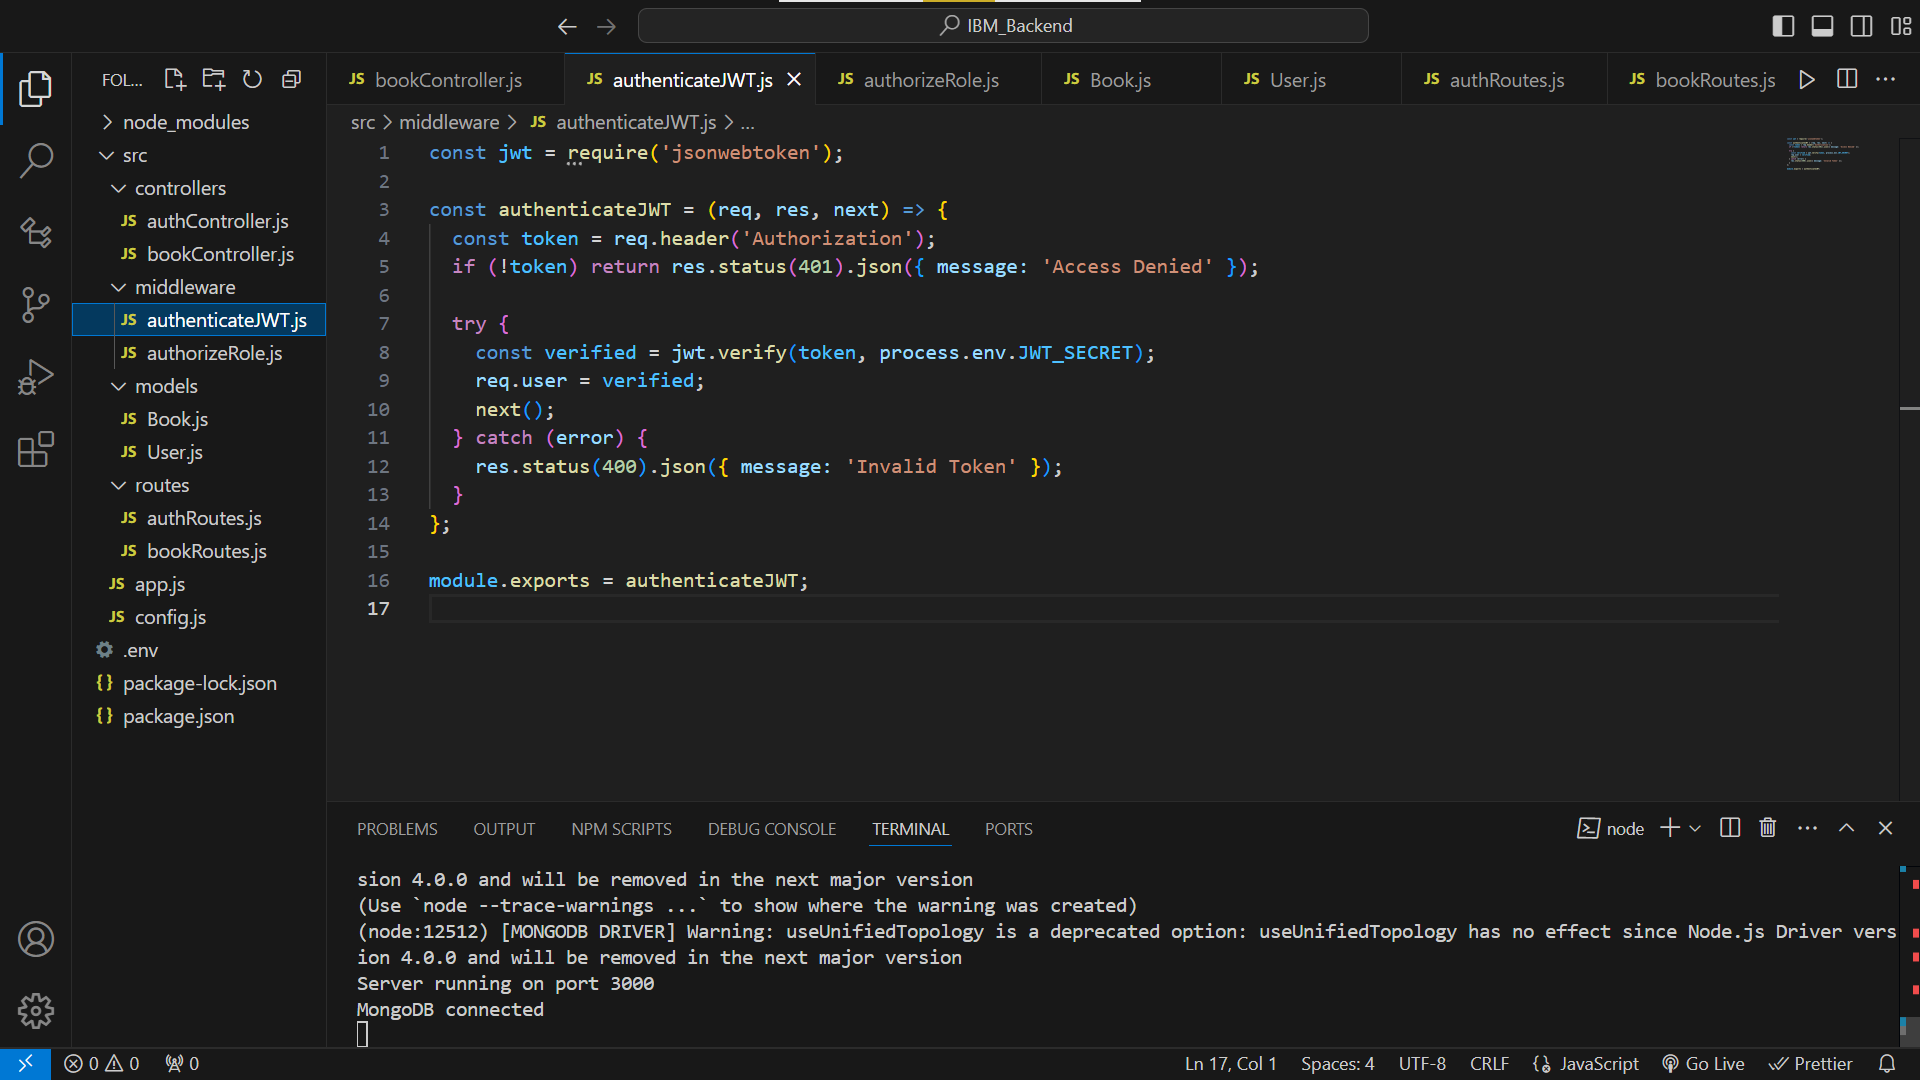 IBM_Backend
FOL...
JS bookController.js
JS authenticateJWT.js
JS authorizeRole.js
JS Book.js
JS User.js
JS authRoutes.js
JS bookRoutes.js
node_modules
src
controllers
JS authController.js
JS bookController.js
middleware
JS authenticateJWT.js
JS authorizeRole.js
models
JS Book.js
JS User.js
routes
JS authRoutes.js
JS bookRoutes.js
JS app.js
JS config.js
.env
{} package-lock.json
{} package.json
src > middleware > JS authenticateJWT.js > ...
1 const jwt = require('jsonwebtoken');
2
3 const authenticateJWT = (req, res, next) => {
4 const token = req.header('Authorization');
5 if (!token) return res.status(401).json({ message: 'Access Denied' });
6
7 try {
8 const verified = jwt.verify(token, process.env.JWT_SECRET);
9 req.user = verified;
10 next();
11 } catch (error) {
12 res.status(400).json({ message: 'Invalid Token' });
13 }
14 };
15
16 module.exports = authenticateJWT;
17
PROBLEMS OUTPUT NPM SCRIPTS DEBUG CONSOLE TERMINAL PORTS
node
sion 4.0.0 and will be removed in the next major version
(Use `node --trace-warnings ...` to show where the warning was created)
(node:12512) [MONGODB DRIVER] Warning: useUnifiedTopology is a deprecated option: useUnifiedTopology has no effect since Node.js Driver vers
ion 4.0.0 and will be removed in the next major version
Server running on port 3000
MongoDB connected
0 0 0
Ln 17, Col 1 Spaces: 4 UTF-8 CRLF {} JavaScript Go Live Prettier